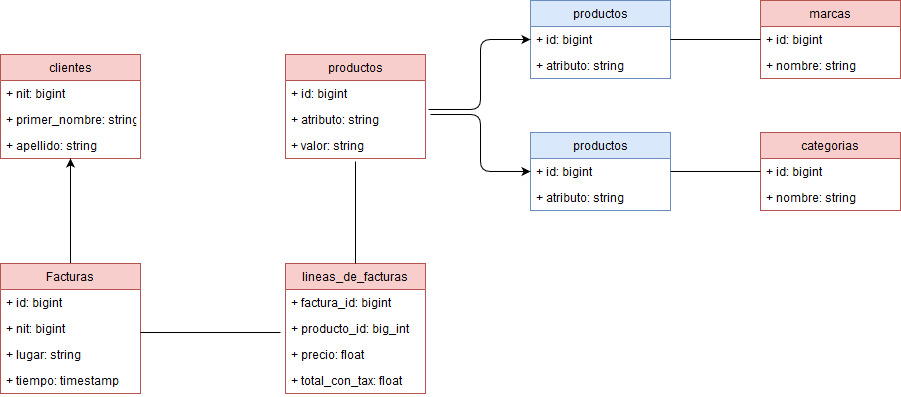 clientes
+ nit: bigint
+ primer_nombre: string
+ apellido: string
productos
+ id: bigint
+ atributo: string
+ valor: string
productos
+ id: bigint
+ atributo: string
marcas
+ id: bigint
+ nombre: string
productos
+ id: bigint
+ atributo: string
categorias
+ id: bigint
+ nombre: string
Facturas
+ id: bigint
+ nit: bigint
+ lugar: string
+ tiempo: timestamp
lineas_de_facturas
+ factura_id: bigint
+ producto_id: big_int
+ precio: float
+ total_con_tax: float